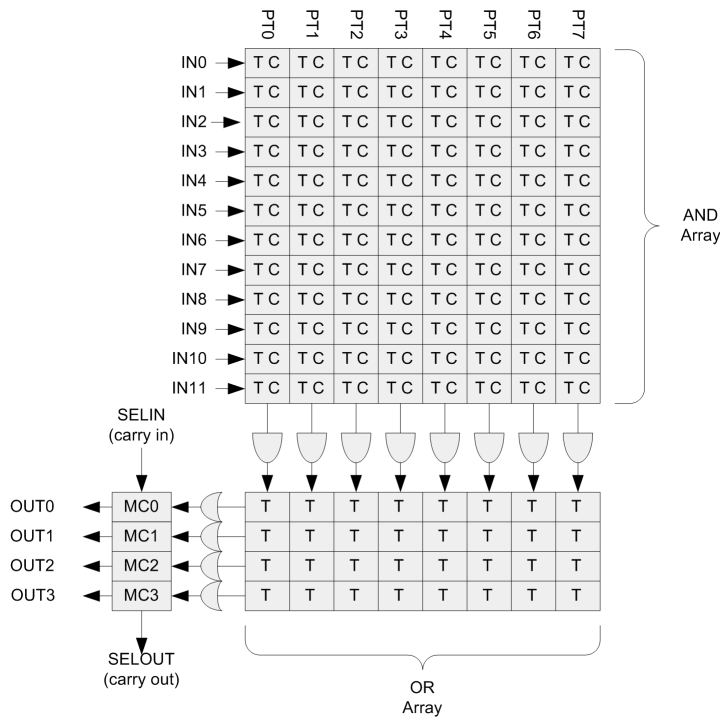 PT0 PT1 PT2 PT3 PT4 PT5 PT6 PT7
IN0 T C T C T C T C T C T C T C T C
IN1 T C T C T C T C T C T C T C T C
IN2 T C T C T C T C T C T C T C T C
IN3 T C T C T C T C T C T C T C T C
IN4 T C T C T C T C T C T C T C T C
IN5 T C T C T C T C T C T C T C T C
IN6 T C T C T C T C T C T C T C T C
IN7 T C T C T C T C T C T C T C T C
IN8 T C T C T C T C T C T C T C T C
IN9 T C T C T C T C T C T C T C T C
IN10 T C T C T C T C T C T C T C T C
IN11 T C T C T C T C T C T C T C T C
AND
Array
SELIN
(carry in)
OUT0 MC0 T T T T T T T T
OUT1 MC1 T T T T T T T T
OUT2 MC2 T T T T T T T T
OUT3 MC3 T T T T T T T T
SELOUT
(carry out)
OR
Array